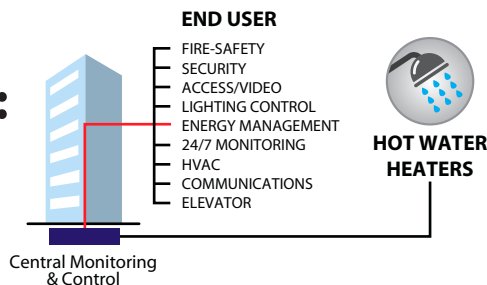 END USER
FIRE-SAFETY
SECURITY
ACCESS/VIDEO
LIGHTING CONTROL
ENERGY MANAGEMENT
24/7 MONITORING
HVAC
COMMUNICATIONS
ELEVATOR
HOT WATER
HEATERS
Central Monitoring
& Control